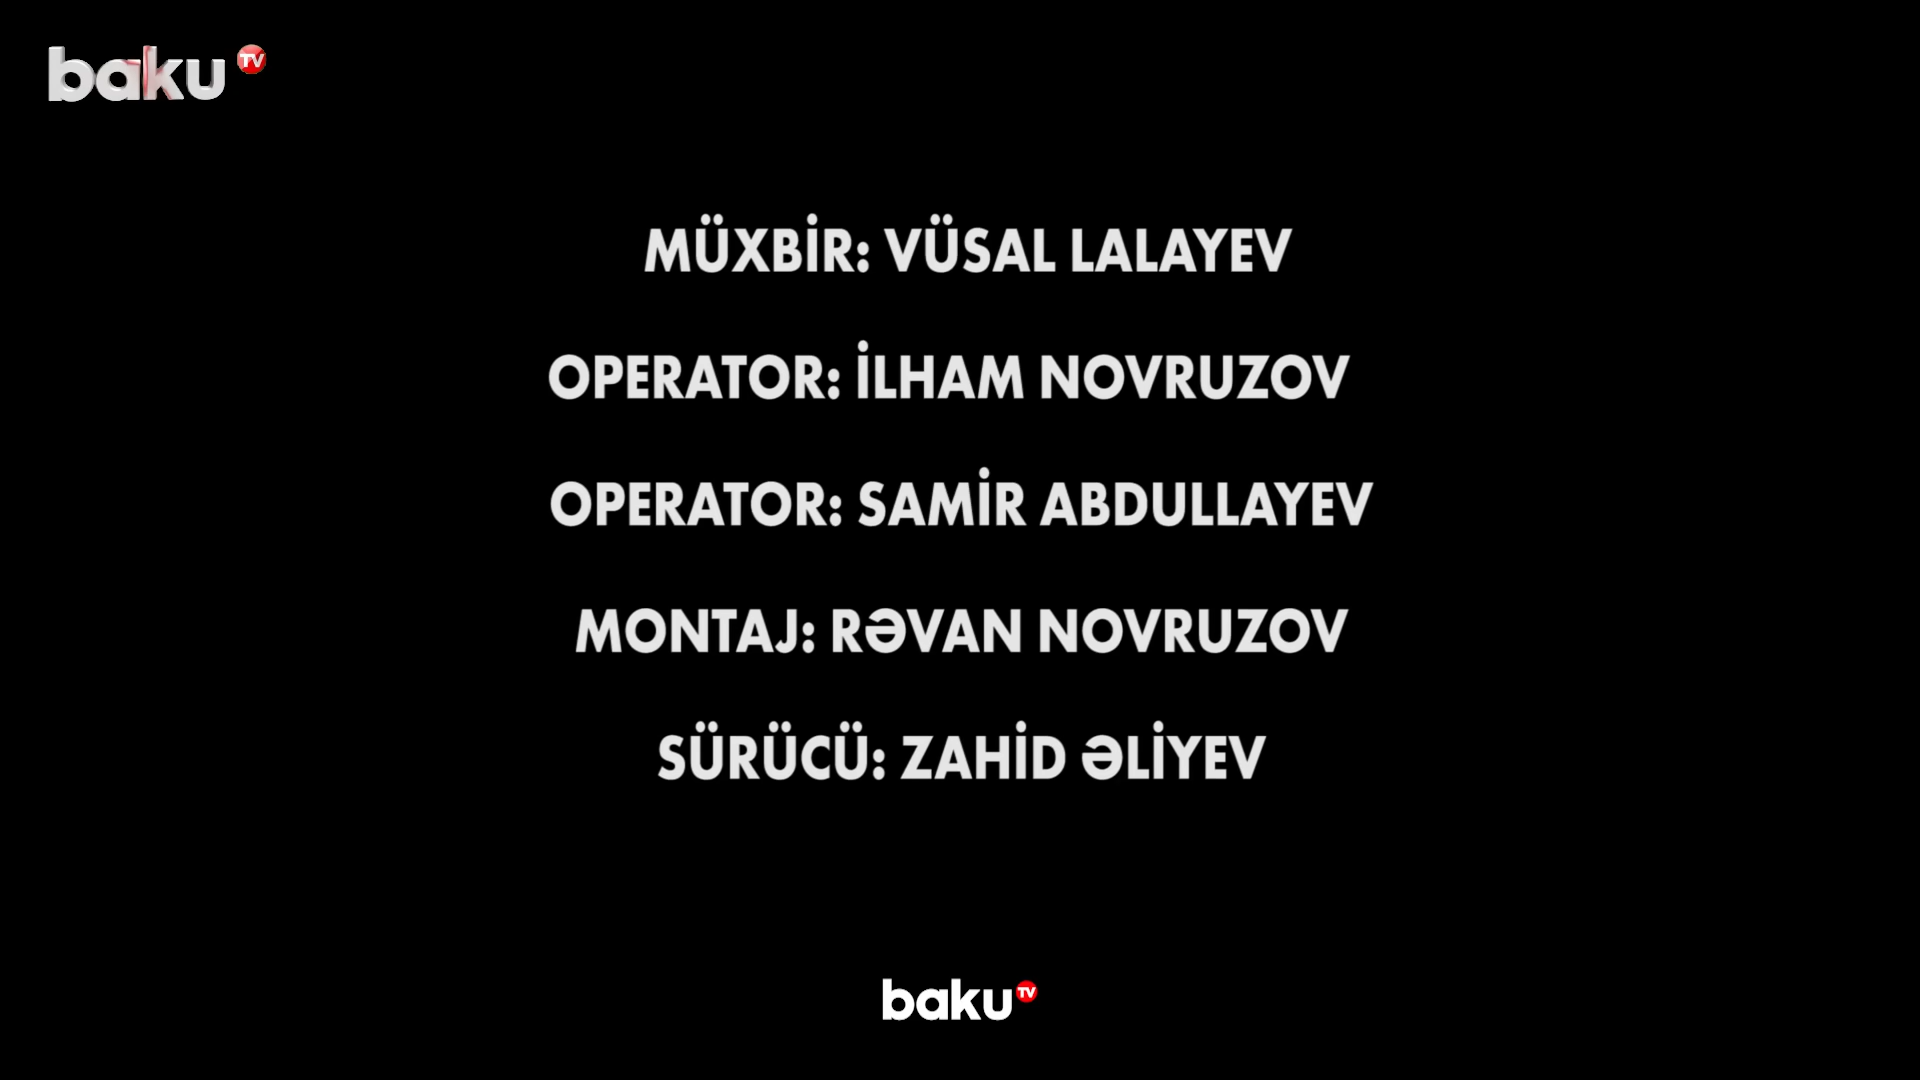 baku TV
MÜXBİR: VÜSAL LALAYEV
OPERATOR: İLHAM NOVRUZOV
OPERATOR: SAMİR ABDULLAYEV
MONTAJ: RƏVAN NOVRUZOV
SÜRÜCÜ: ZAHİD ƏLİYEV
baku TV